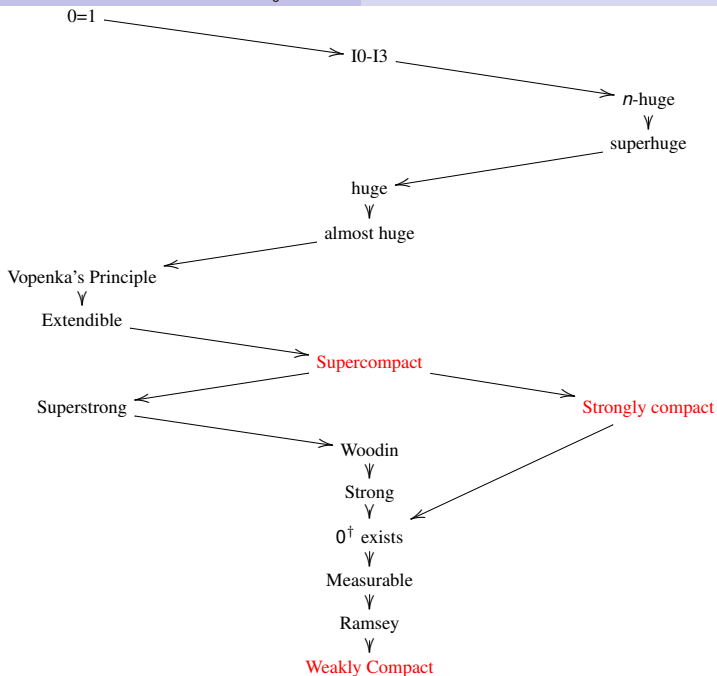 0=1
I0-I3
n-huge
superhuge
huge
almost huge
Vopenka's Principle
Extendible
Supercompact
Superstrong
Strongly compact
Woodin
Strong
0† exists
Measurable
Ramsey
Weakly Compact